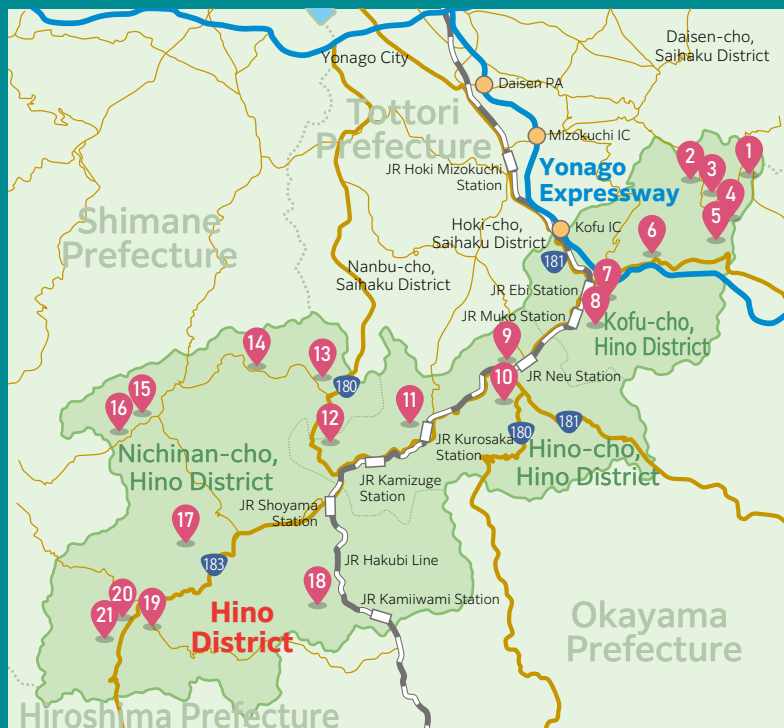 Daisen-cho,
Saihaku District
Yonago City
Daisen PA
Tottori
Prefecture
Mizokuchi IC
JR Hoki Mizokuchi
Station
Yonago
Expressway
1
2
3
4
5
6
Shimane
Prefecture
Hoki-cho,
Saihaku District
Kofu IC
181
Nanbu-cho,
Saihaku District
7
JR Ebi Station
8
JR Muko Station
Kofu-cho,
Hino District
9
14
13
180
JR Neu Station
10
15
16
11
12
181
180
JR Kurosaka
Station
Nichinan-cho,
Hino District
Hino-cho,
Hino District
JR Kamizuge
Station
JR Shoyama
Station
17
183
JR Hakubi Line
18
JR Kamiiwami Station
20
19
21
Hino
District
Okayama
Prefecture
Hiroshima Prefecture